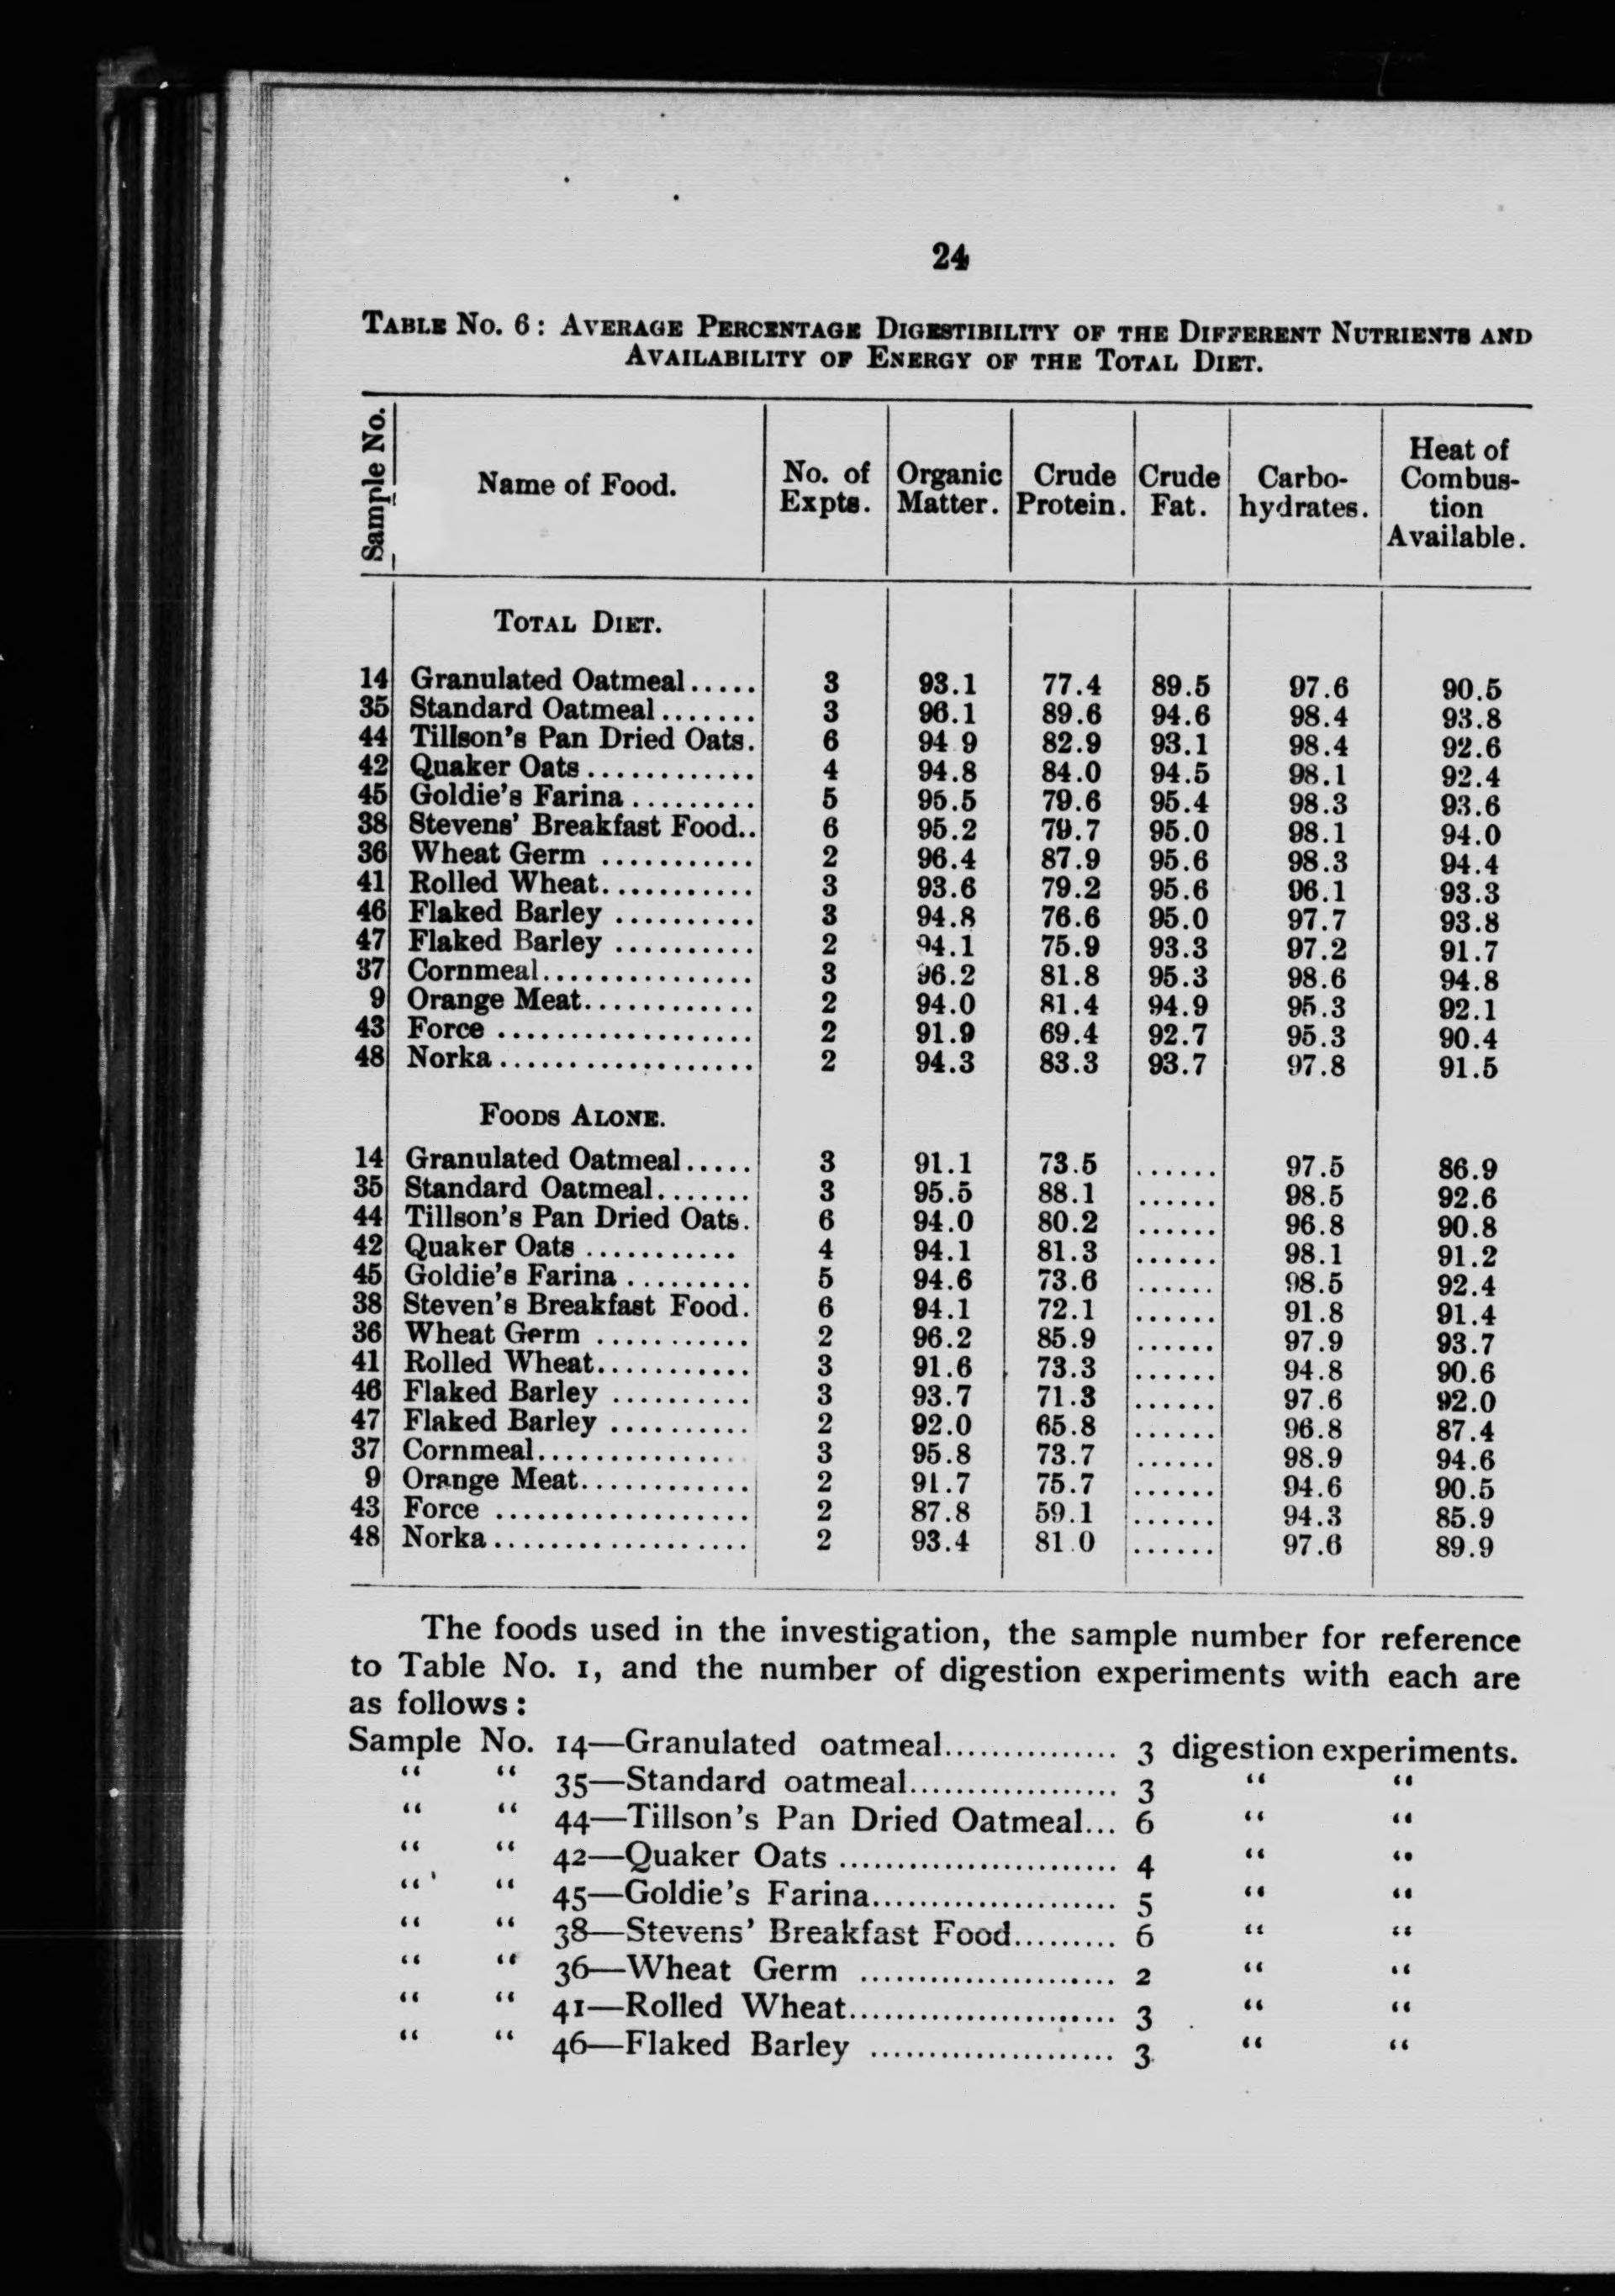 24
TABLE NO. 6: AVERAGE PERCENTAGE DIGESTIBILITY OF THE DIFFERENT NUTRIENTS AND
AVAILABILITY OF ENERGY OF THE TOTAL DIET.
Sample No. Name of Food. No. of Expts. Organic Matter. Crude Protein. Crude Fat. Carbo-hydrates. Heat of Combus-tion Available.
TOTAL DIET.
14 Granulated Oatmeal..... 3 93.1 77.4 89.5 97.6 90.5
35 Standard Oatmeal....... 3 96.1 89.6 94.6 98.4 93.8
44 Tillson's Pan Dried Oats. 6 94.9 82.9 93.1 98.4 92.6
42 Quaker Oats............ 4 94.8 84.0 94.5 98.1 92.4
45 Goldie's Farina......... 5 95.5 79.6 95.4 98.3 93.6
38 Stevens' Breakfast Food.. 6 95.2 79.7 95.0 98.1 94.0
36 Wheat Germ ........... 2 96.4 87.9 95.6 98.3 94.4
41 Rolled Wheat........... 3 93.6 79.2 95.6 96.1 93.3
46 Flaked Barley .......... 3 94.8 76.6 95.0 97.7 93.8
47 Flaked Barley .......... 2 94.1 75.9 93.3 97.2 91.7
37 Cornmeal............... 3 96.2 81.8 95.3 98.6 94.8
9 Orange Meat............ 2 94.0 81.4 94.9 95.3 92.1
43 Force ................... 2 91.9 69.4 92.7 95.3 90.4
48 Norka................... 2 94.3 83.3 93.7 97.8 91.5
FOODS ALONE.
14 Granulated Oatmeal..... 3 91.1 73.5 ...... 97.5 86.9
35 Standard Oatmeal....... 3 95.5 88.1 ...... 98.5 92.6
44 Tillson's Pan Dried Oats. 6 94.0 80.2 ...... 96.8 90.8
42 Quaker Oats ........... 4 94.1 81.3 ...... 98.1 91.2
45 Goldie's Farina ......... 5 94.6 73.6 ...... 98.5 92.4
38 Steven's Breakfast Food. 6 94.1 72.1 ...... 91.8 91.4
36 Wheat Germ ........... 2 96.2 85.9 ...... 97.9 93.7
41 Rolled Wheat........... 3 91.6 73.3 ...... 94.8 90.6
46 Flaked Barley .......... 3 93.7 71.3 ...... 97.6 92.0
47 Flaked Barley .......... 2 92.0 65.8 ...... 96.8 87.4
37 Cornmeal............... 3 95.8 73.7 ...... 98.9 94.6
9 Orange Meat............ 2 91.7 75.7 ...... 94.6 90.5
43 Force ................... 2 87.8 59.1 ...... 94.3 85.9
48 Norka................... 2 93.4 81.0 ...... 97.6 89.9
The foods used in the investigation, the sample number for reference
to Table No. 1, and the number of digestion experiments with each are
as follows:
Sample No. 14—Granulated oatmeal............... 3 digestion experiments.
" " 35—Standard oatmeal.................. 3 " "
" " 44—Tillson's Pan Dried Oatmeal... 6 " "
" " 42—Quaker Oats ........................ 4 " "
" " 45—Goldie's Farina..................... 5 " "
" " 38—Stevens' Breakfast Food......... 6 " "
" " 36—Wheat Germ ...................... 2 " "
" " 41—Rolled Wheat....................... 3 " "
" " 46—Flaked Barley ..................... 3 " "